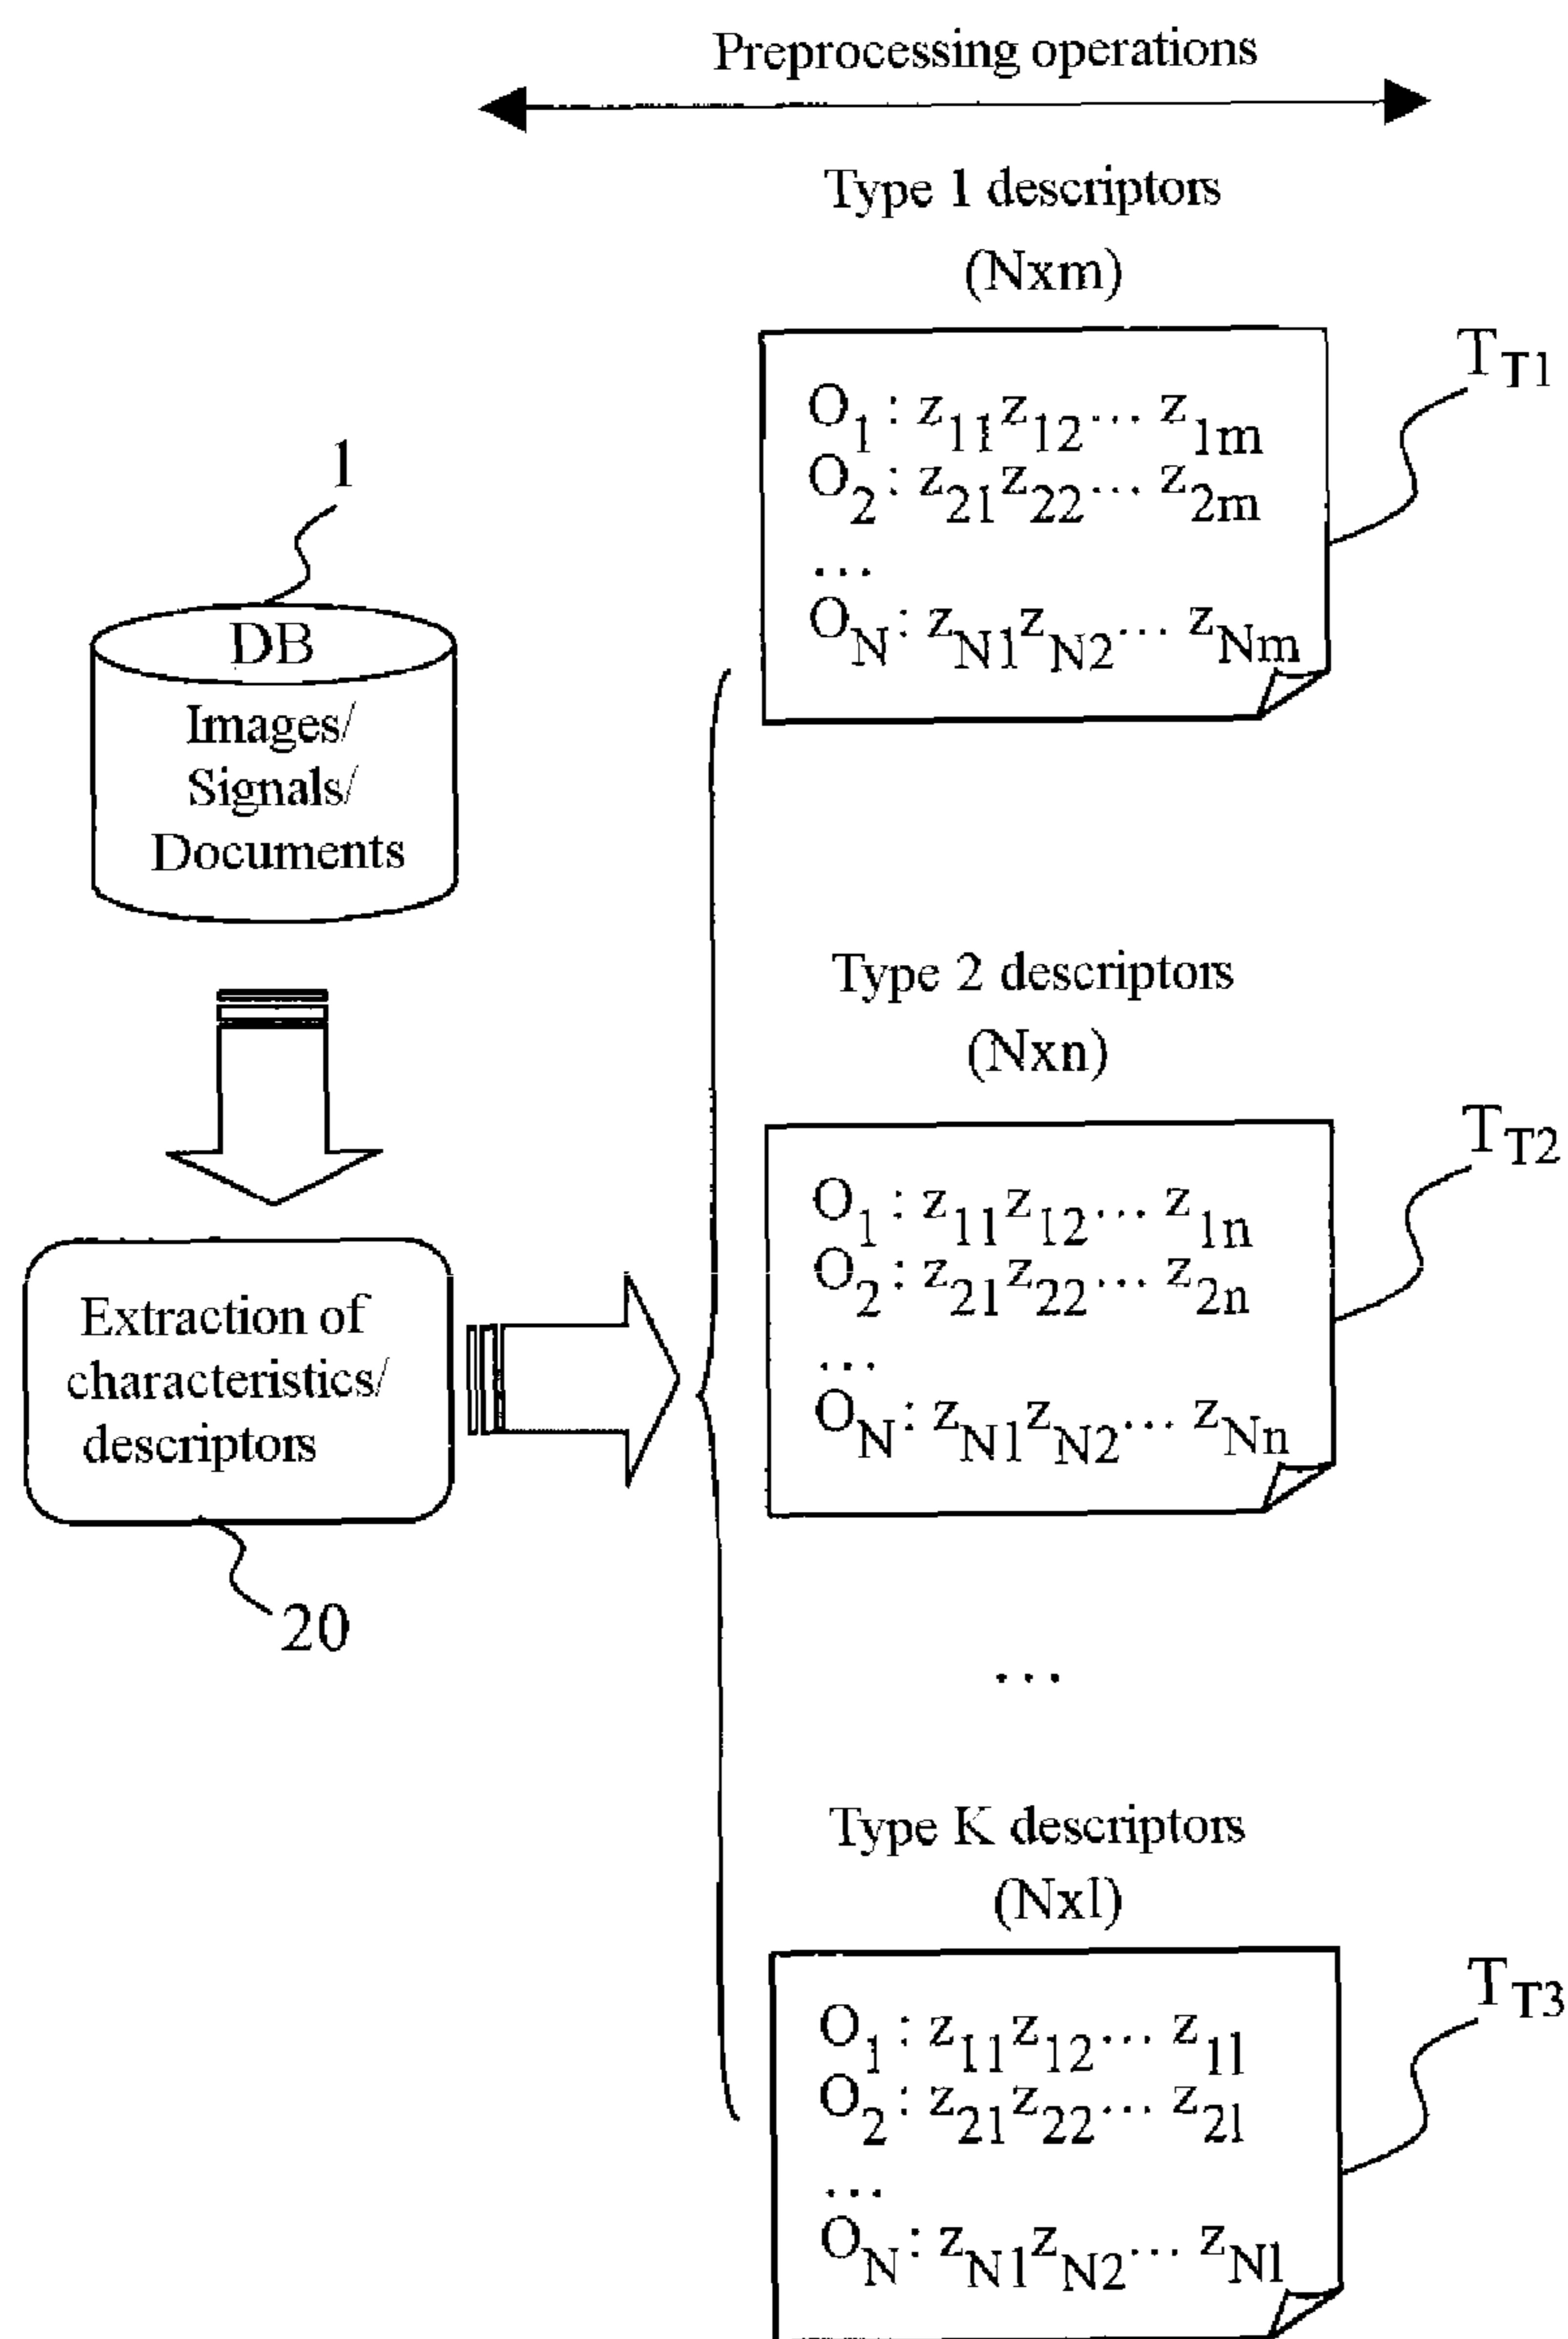 Preprocessing operations
Type 1 descriptors
(Nxm)
T_T1
O_1 : z_11 z_12 ... z_1m
O_2 : z_21 z_22 ... z_2m
...
O_N : z_N1 z_N2 ... z_Nm
1
DB
Images/
Signals/
Documents
Type 2 descriptors
(Nxn)
T_T2
O_1 : z_11 z_12 ... z_1n
O_2 : z_21 z_22 ... z_2n
...
O_N : z_N1 z_N2 ... z_Nn
Extraction of
characteristics/
descriptors
20
...
Type K descriptors
(Nxl)
T_T3
O_1 : z_11 z_12 ... z_1l
O_2 : z_21 z_22 ... z_2l
...
O_N : z_N1 z_N2 ... z_Nl